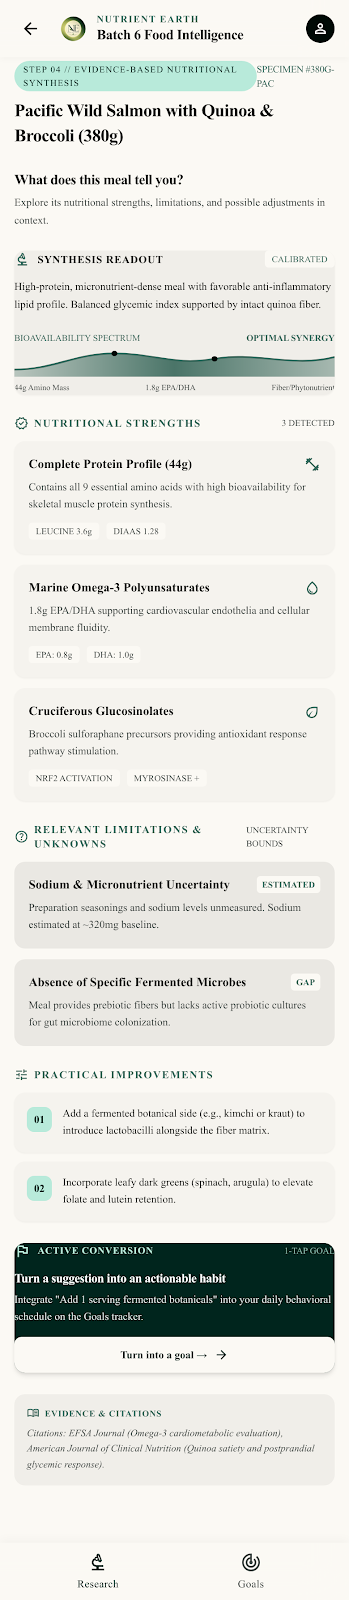 NUTRIENT EARTH
Batch 6 Food Intelligence
STEP 04 // EVIDENCE-BASED NUTRITIONAL
SYNTHESIS
SPECIMEN #380G-
PAC
Pacific Wild Salmon with Quinoa &
Broccoli (380g)
What does this meal tell you?
Explore its nutritional strengths, limitations, and possible adjustments in
context.
SYNTHESIS READOUT
CALIBRATED
High-protein, micronutrient-dense meal with favorable anti-inflammatory
lipid profile. Balanced glycemic index supported by intact quinoa fiber.
BIOAVAILABILITY SPECTRUM
OPTIMAL SYNERGY
44g Amino Mass
1.8g EPA/DHA
Fiber/Phytonutrient
NUTRITIONAL STRENGTHS
3 DETECTED
Complete Protein Profile (44g)
Contains all 9 essential amino acids with high bioavailability for
skeletal muscle protein synthesis.
LEUCINE 3.6g
DIAAS 1.28
Marine Omega-3 Polyunsaturates
1.8g EPA/DHA supporting cardiovascular endothelia and cellular
membrane fluidity.
EPA: 0.8g
DHA: 1.0g
Cruciferous Glucosinolates
Broccoli sulforaphane precursors providing antioxidant response
pathway stimulation.
NRF2 ACTIVATION
MYROSINASE +
RELEVANT LIMITATIONS &
UNKNOWNS
UNCERTAINTY
BOUNDS
Sodium & Micronutrient Uncertainty
ESTIMATED
Preparation seasonings and sodium levels unmeasured. Sodium
estimated at ~320mg baseline.
Absence of Specific Fermented Microbes
GAP
Meal provides prebiotic fibers but lacks active probiotic cultures
for gut microbiome colonization.
PRACTICAL IMPROVEMENTS
01
Add a fermented botanical side (e.g., kimchi or kraut) to
introduce lactobacilli alongside the fiber matrix.
02
Incorporate leafy dark greens (spinach, arugula) to elevate
folate and lutein retention.
ACTIVE CONVERSION
1-TAP GOAL
Turn a suggestion into an actionable habit
Integrate "Add 1 serving fermented botanicals" into your daily behavioral
schedule on the Goals tracker.
Turn into a goal → →
EVIDENCE & CITATIONS
Citations: EFSA Journal (Omega-3 cardiometabolic evaluation),
American Journal of Clinical Nutrition (Quinoa satiety and postprandial
glycemic response).
Research
Goals